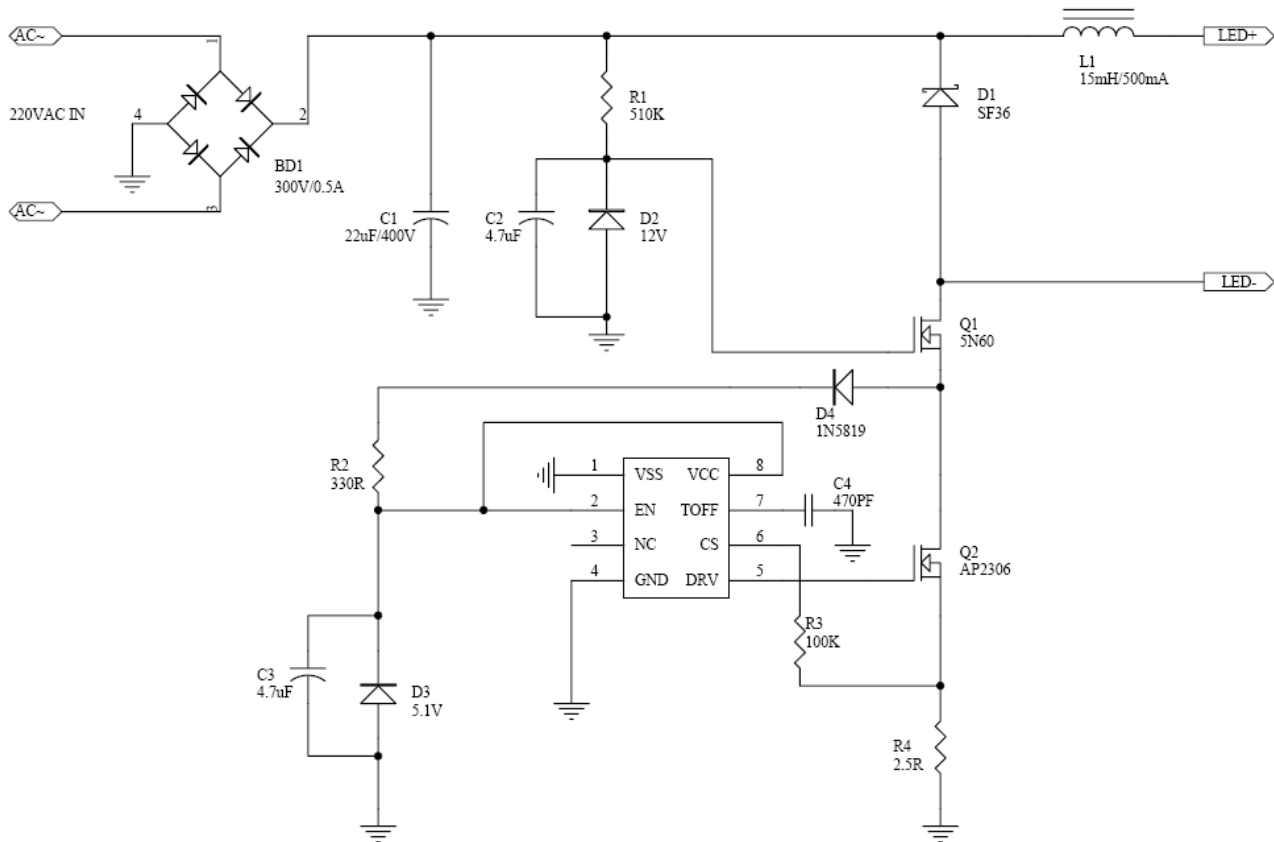 AC~
1
220VAC IN
4
2
BD1
300V/0.5A
AC~
3
C1
22uF/400V
R1
510K
C2
4.7uF
D2
12V
D1
SF36
L1
15mH/500mA
LED+
LED-
Q1
5N60
D4
1N5819
R2
330R
1
VSS
VCC
8
2
EN
TOFF
7
3
NC
CS
6
4
GND
DRV
5
C4
470PF
Q2
AP2306
R3
100K
C3
4.7uF
D3
5.1V
R4
2.5R